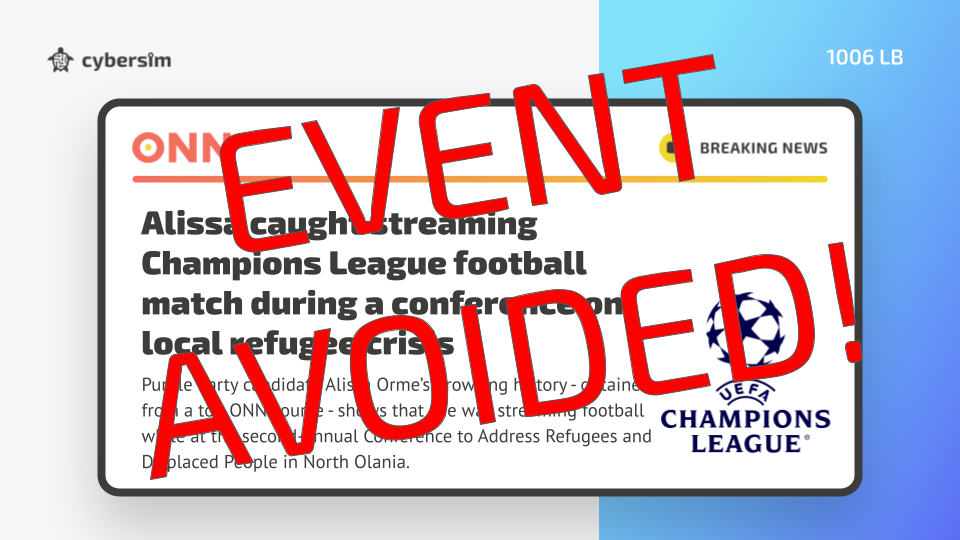 cybersim
1006 LB
ONN
BREAKING NEWS
EVENT
AVOIDED!
Alissa caught streaming
Champions League football
match during a conference on
local refugee crisis
Purple Party candidate Alissa Orme's browsing history - obtained
from a top ONN source - shows that she was streaming football
while at the second-annual Conference to Address Refugees and
Displaced People in North Olania.
UEFA
CHAMPIONS
LEAGUE®